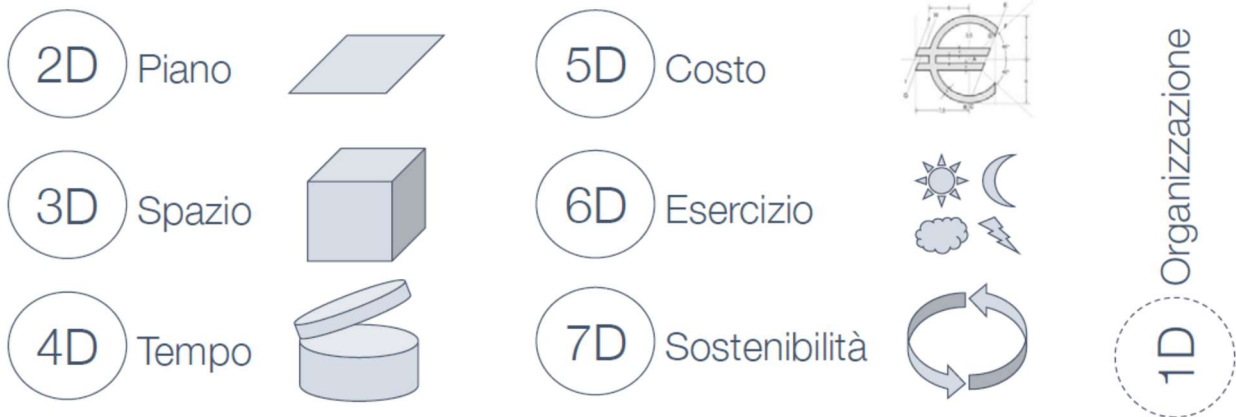 2D Piano
3D Spazio
4D Tempo
5D Costo
6D Esercizio
7D Sostenibilità
1D Organizzazione